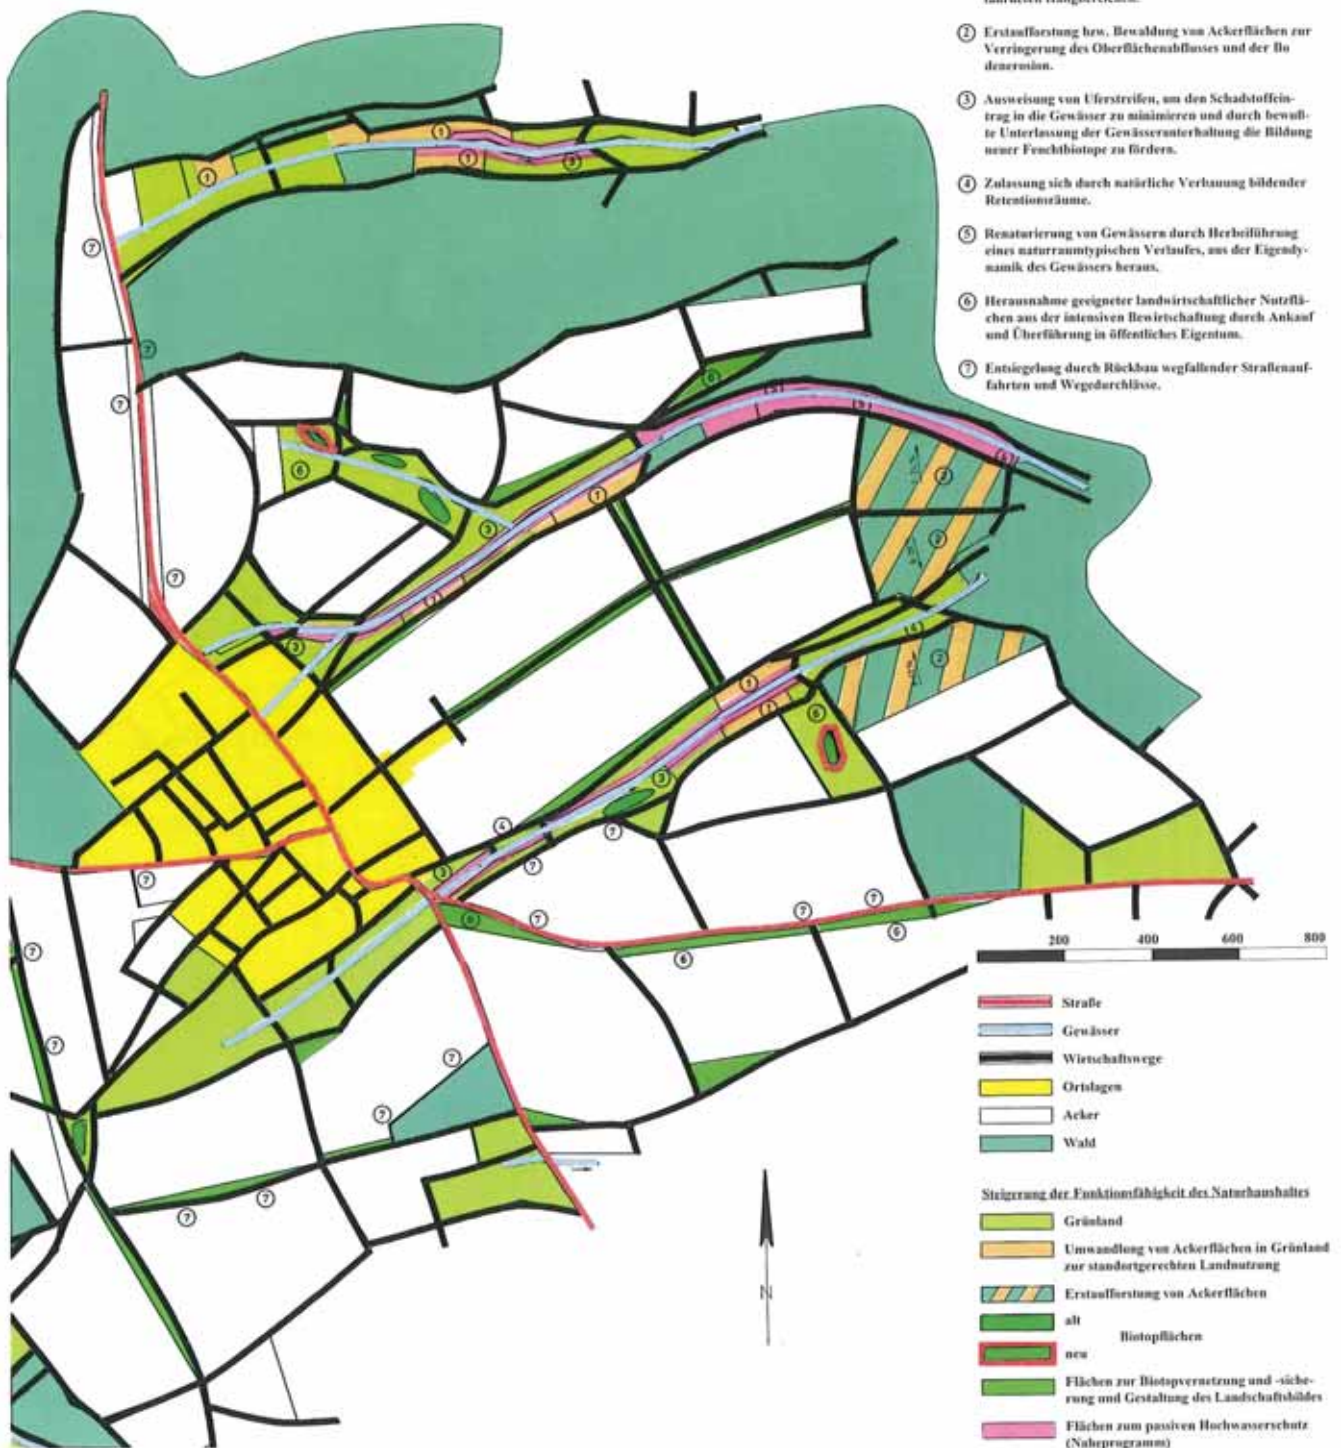 ② Erstaufforstung bzw. Bewaldung von Ackerflächen zur
Verringerung des Oberflächenabflusses und der Bo
denerosion.
③ Ausweisung von Uferstreifen, um den Schadstoffein-
trag in die Gewässer zu minimieren und durch bewuß-
te Unterlassung der Gewässerunterhaltung die Bildung
neuer Feuchtbiotope zu fördern.
④ Zulassung sich durch natürliche Verbauung bildender
Retentionsräume.
⑤ Renaturierung von Gewässern durch Herbeiführung
eines naturraumtypischen Verlaufes, aus der Eigendy-
namik des Gewässers heraus.
⑥ Herausnahme geeigneter landwirtschaftlicher Nutzflä-
chen aus der intensiven Bewirtschaftung durch Ankauf
und Überführung in öffentliches Eigentum.
⑦ Entsiegelung durch Rückbau wegfallender Straßenauf-
fahrten und Wegedurchlässe.
200 400 600 800
Straße
Gewässer
Wirtschaftswege
Ortslagen
Acker
Wald
Steigerung der Funktionsfähigkeit des Naturhaushaltes
Grünland
Umwandlung von Ackerflächen in Grünland
zur standortgerechten Landnutzung
Erstaufforstung von Ackerflächen
alt
Biotopflächen
neu
Flächen zur Biotopvernetzung und -siche-
rung und Gestaltung des Landschaftsbildes
Flächen zum passiven Hochwasserschutz
(Naheprogramm)
N